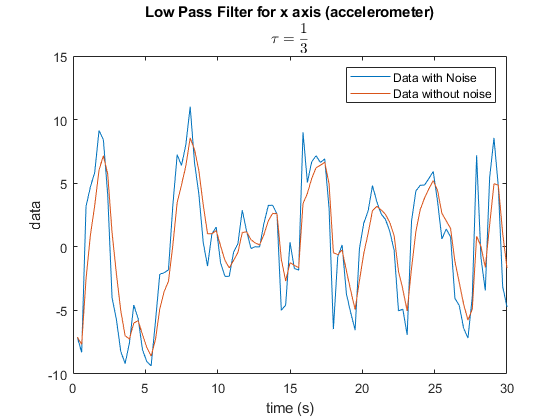 Low Pass Filter for x axis (accelerometer)
τ = 1/3
Data with Noise
Data without noise
15
10
5
0
-5
-10
data
0 5 10 15 20 25 30
time (s)